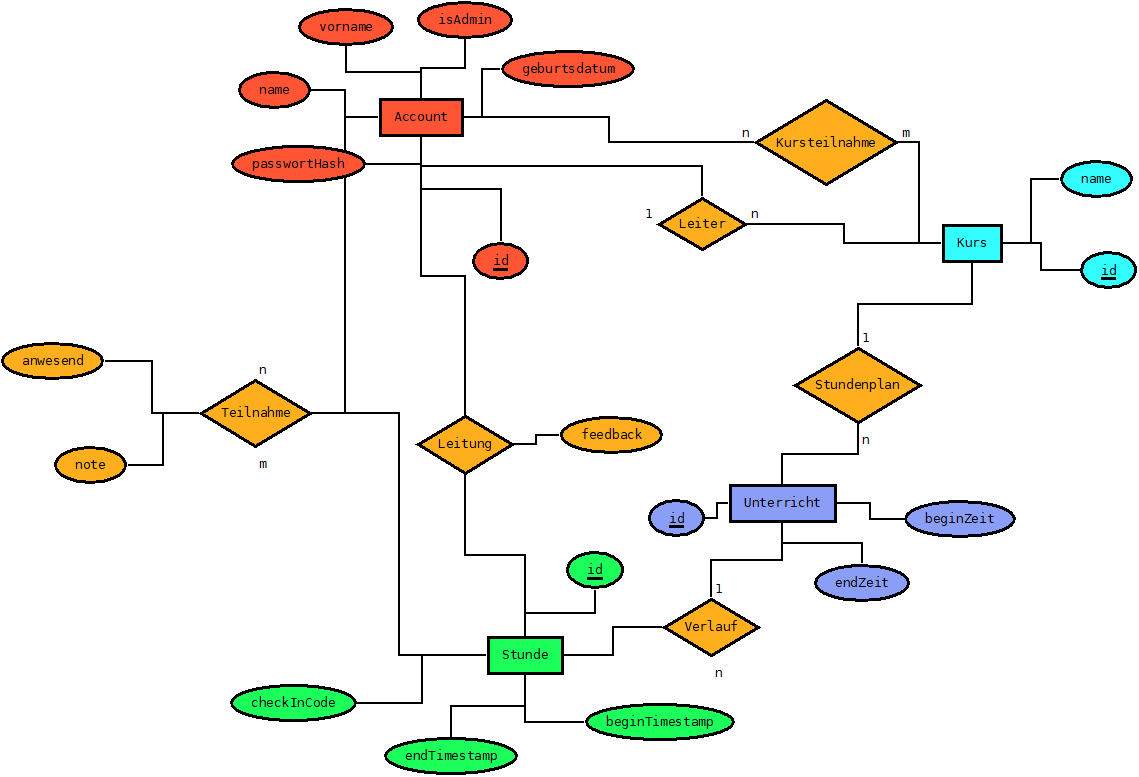 isAdmin
vorname
geburtsdatum
name
Account
n
m
Kursteilnahme
passwortHash
name
1
n
Leiter
Kurs
id
id
1
anwesend
n
Stundenplan
Teilnahme
feedback
n
Leitung
m
note
Unterricht
id
beginZeit
id
endZeit
1
Verlauf
Stunde
n
checkInCode
beginTimestamp
endTimestamp